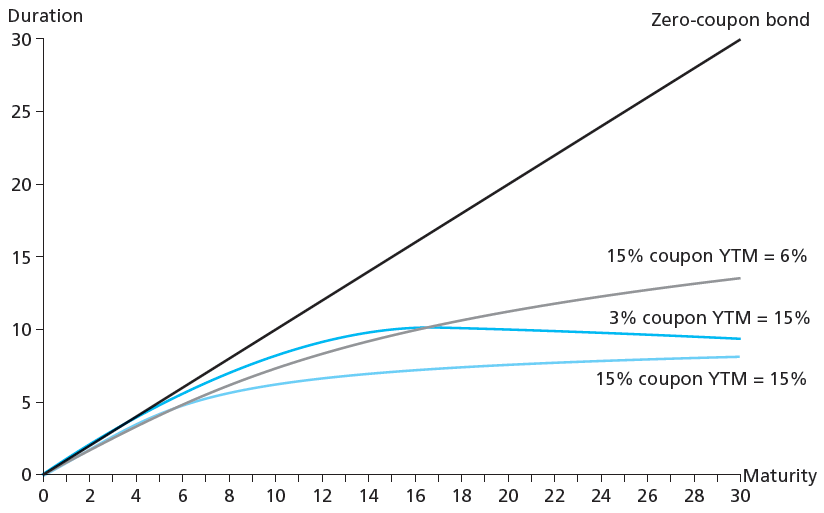 Duration
Zero-coupon bond
30
25
20
15
15% coupon YTM = 6%
10
3% coupon YTM = 15%
15% coupon YTM = 15%
5
0
Maturity
0 2 4 6 8 10 12 14 16 18 20 22 24 26 28 30